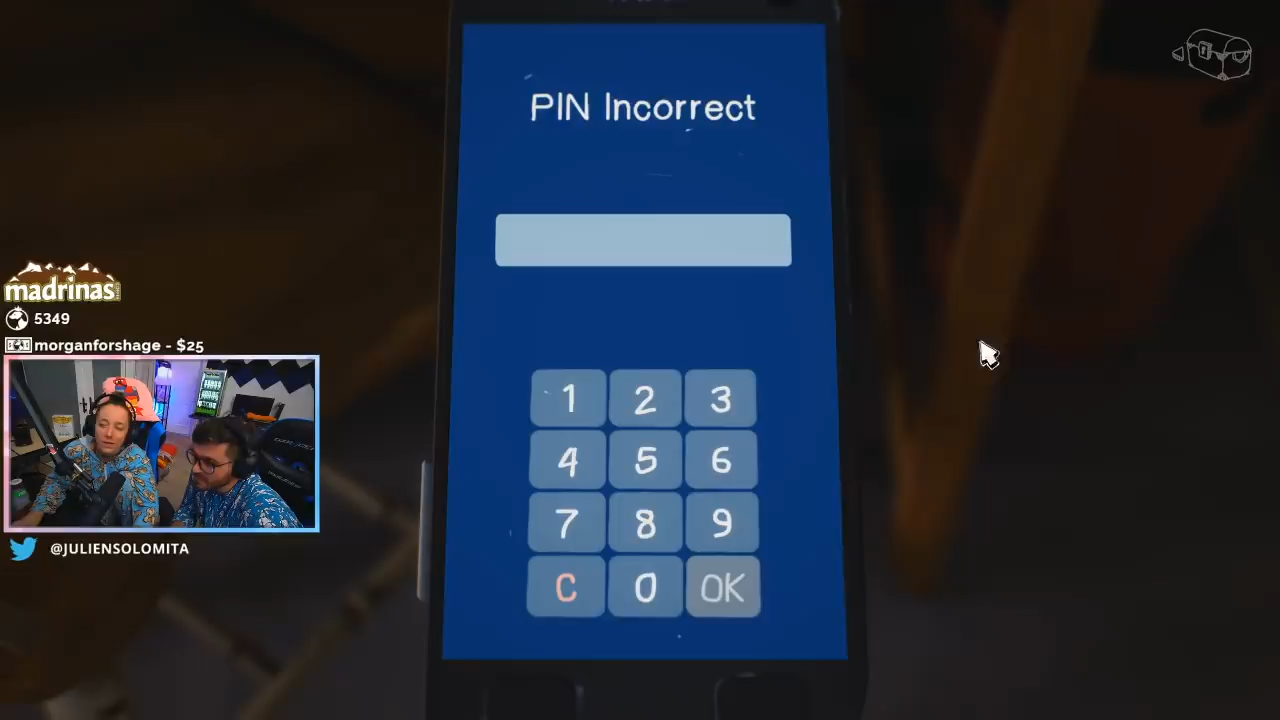 PIN Incorrect
1 2 3
4 5 6
7 8 9
C 0 OK
madrinas
5349
morganforshage - $25
@JULIENSOLOMITA